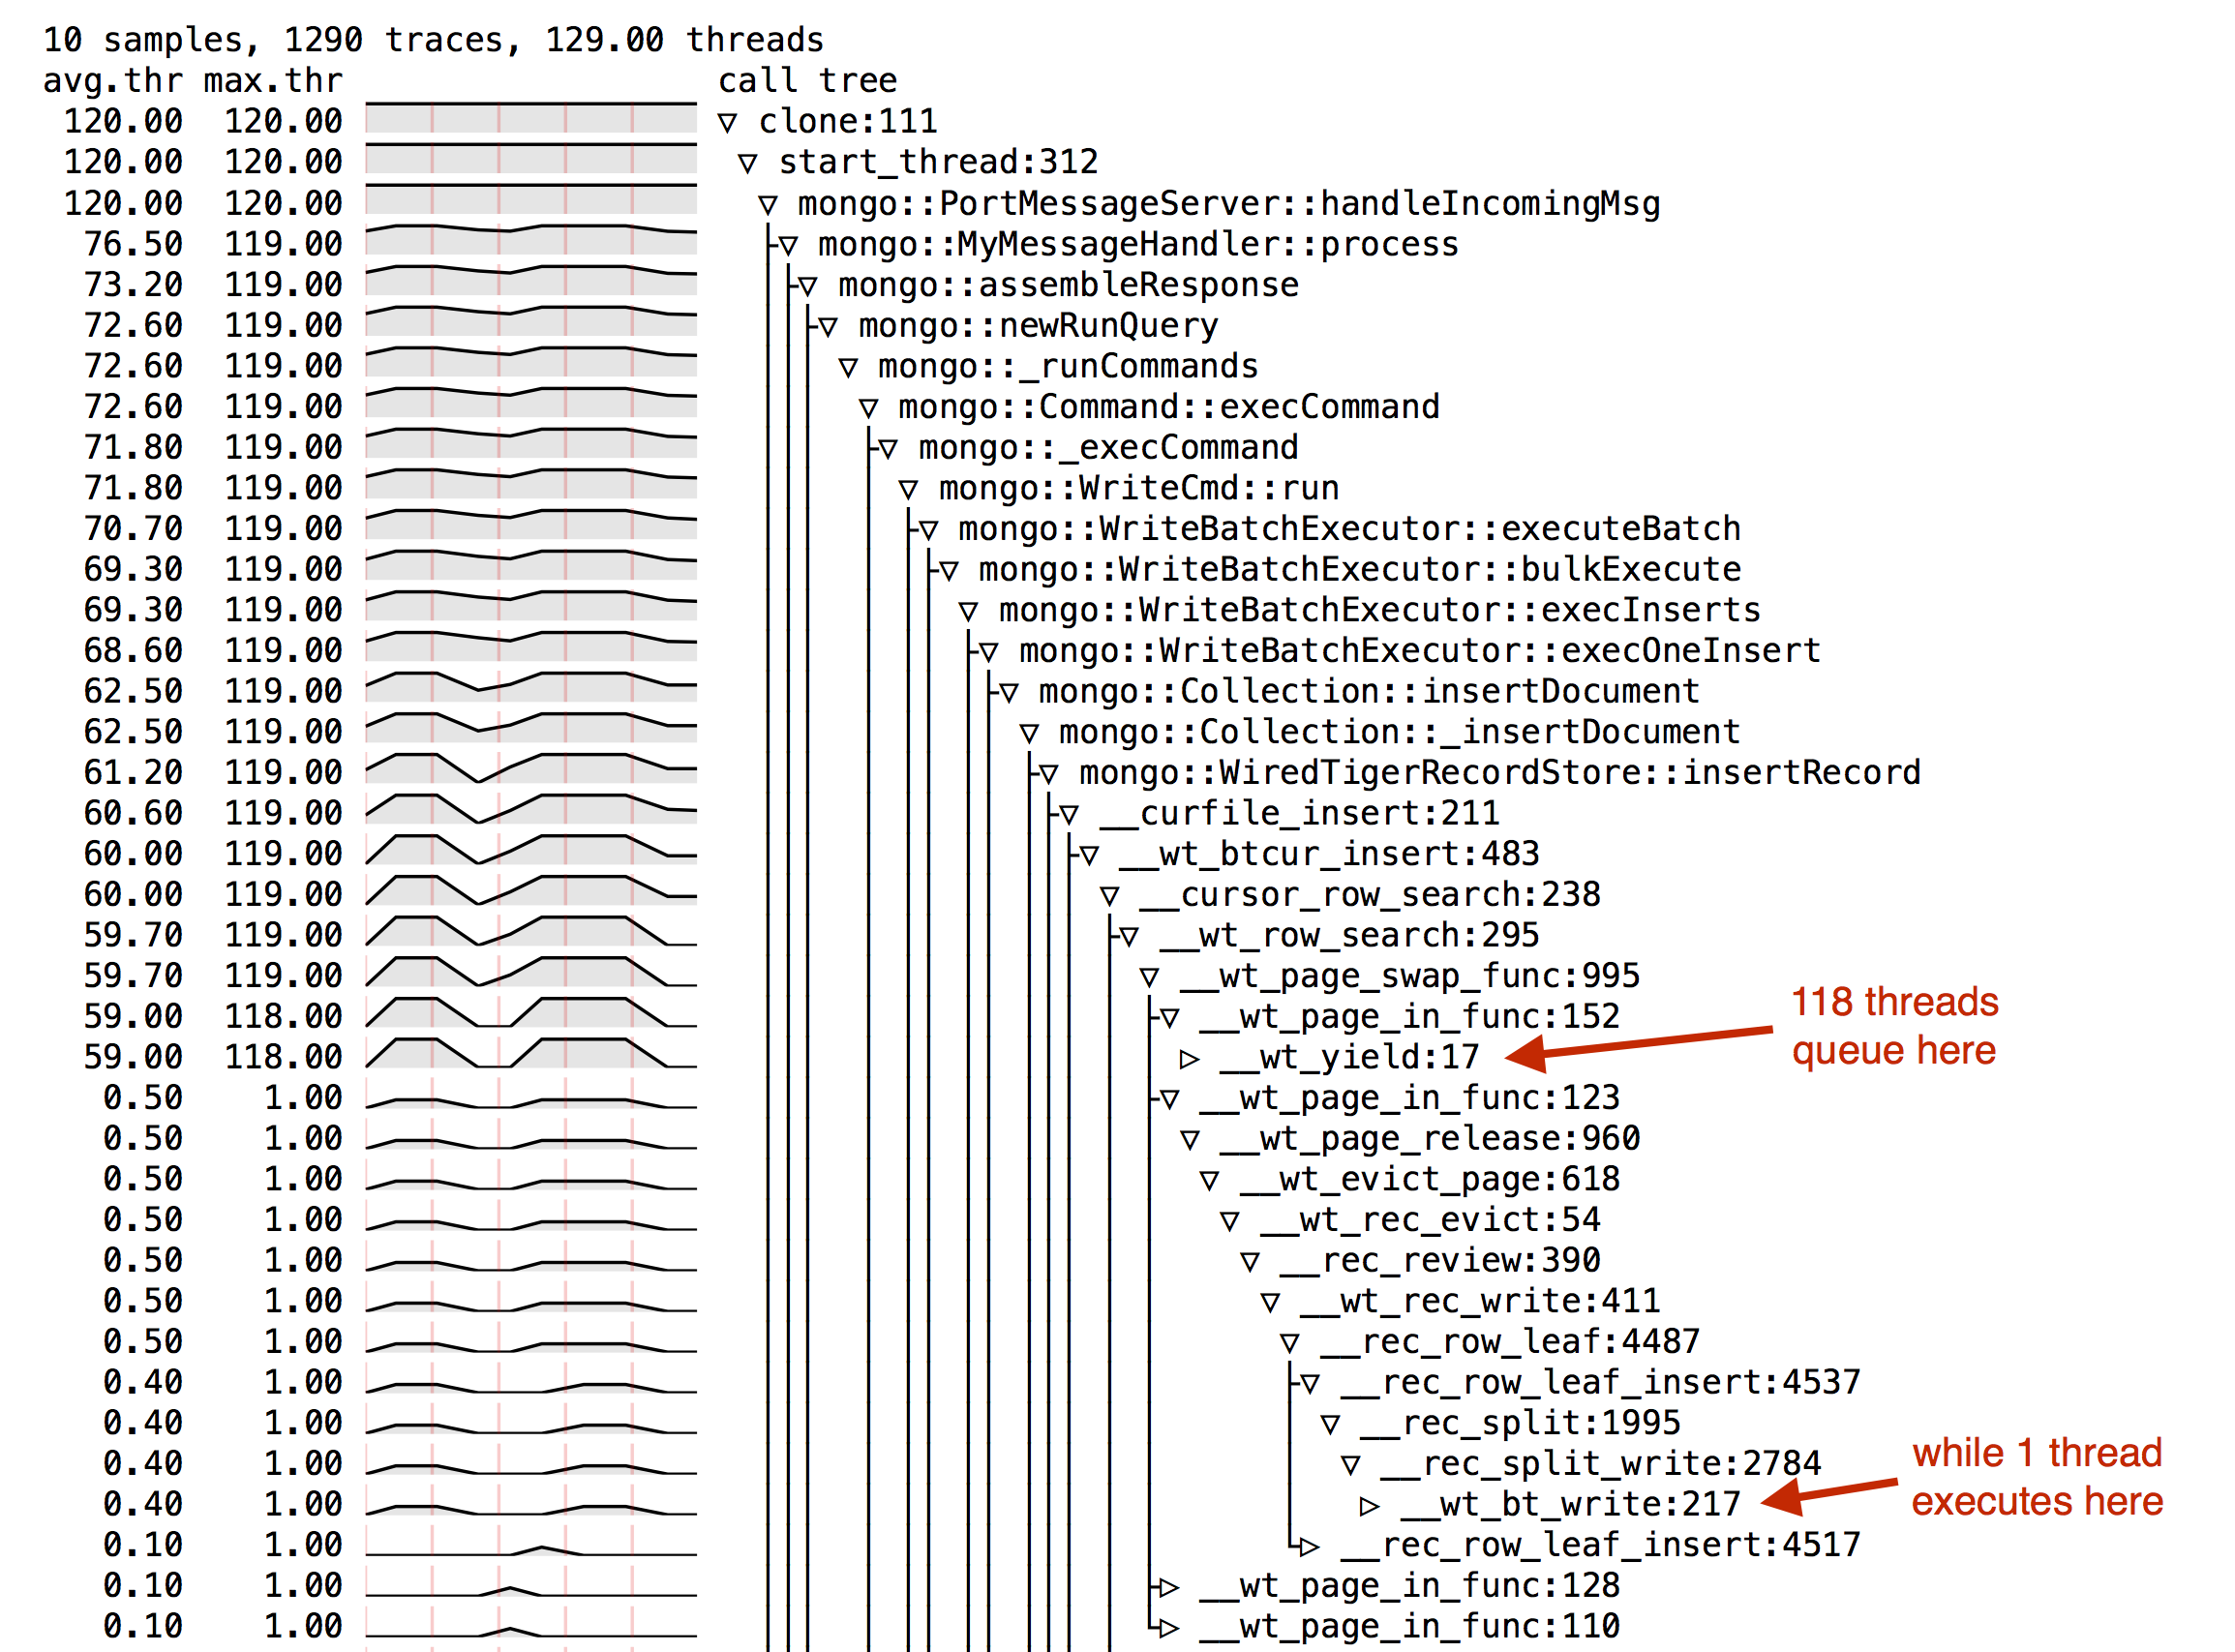 10 samples, 1290 traces, 129.00 threads
avg.thr max.thr call tree
120.00 120.00 ▽ clone:111
120.00 120.00 ▽ start_thread:312
120.00 120.00 ▽ mongo::PortMessageServer::handleIncomingMsg
76.50 119.00 ├▽ mongo::MyMessageHandler::process
73.20 119.00 ├▽ mongo::assembleResponse
72.60 119.00 ├▽ mongo::newRunQuery
72.60 119.00 ▽ mongo::_runCommands
72.60 119.00 ▽ mongo::Command::execCommand
71.80 119.00 ├▽ mongo::_execCommand
71.80 119.00 ▽ mongo::WriteCmd::run
70.70 119.00 ├▽ mongo::WriteBatchExecutor::executeBatch
69.30 119.00 ├▽ mongo::WriteBatchExecutor::bulkExecute
69.30 119.00 ▽ mongo::WriteBatchExecutor::execInserts
68.60 119.00 ├▽ mongo::WriteBatchExecutor::execOneInsert
62.50 119.00 ├▽ mongo::Collection::insertDocument
62.50 119.00 ▽ mongo::Collection::_insertDocument
61.20 119.00 ├▽ mongo::WiredTigerRecordStore::insertRecord
60.60 119.00 ├▽ __curfile_insert:211
60.00 119.00 ├▽ __wt_btcur_insert:483
60.00 119.00 ▽ __cursor_row_search:238
59.70 119.00 ├▽ __wt_row_search:295
59.70 119.00 ▽ __wt_page_swap_func:995
59.00 118.00 ├▽ __wt_page_in_func:152
59.00 118.00 ▷ __wt_yield:17
118 threads
queue here
0.50 1.00 ├▽ __wt_page_in_func:123
0.50 1.00 ▽ __wt_page_release:960
0.50 1.00 ▽ __wt_evict_page:618
0.50 1.00 ▽ __wt_rec_evict:54
0.50 1.00 ▽ __rec_review:390
0.50 1.00 ▽ __wt_rec_write:411
0.50 1.00 ▽ __rec_row_leaf:4487
0.40 1.00 ├▽ __rec_row_leaf_insert:4537
0.40 1.00 ▽ __rec_split:1995
0.40 1.00 ▽ __rec_split_write:2784
0.40 1.00 ▷ __wt_bt_write:217
while 1 thread
executes here
0.10 1.00 └▷ __rec_row_leaf_insert:4517
0.10 1.00 ├▷ __wt_page_in_func:128
0.10 1.00 └▷ __wt_page_in_func:110